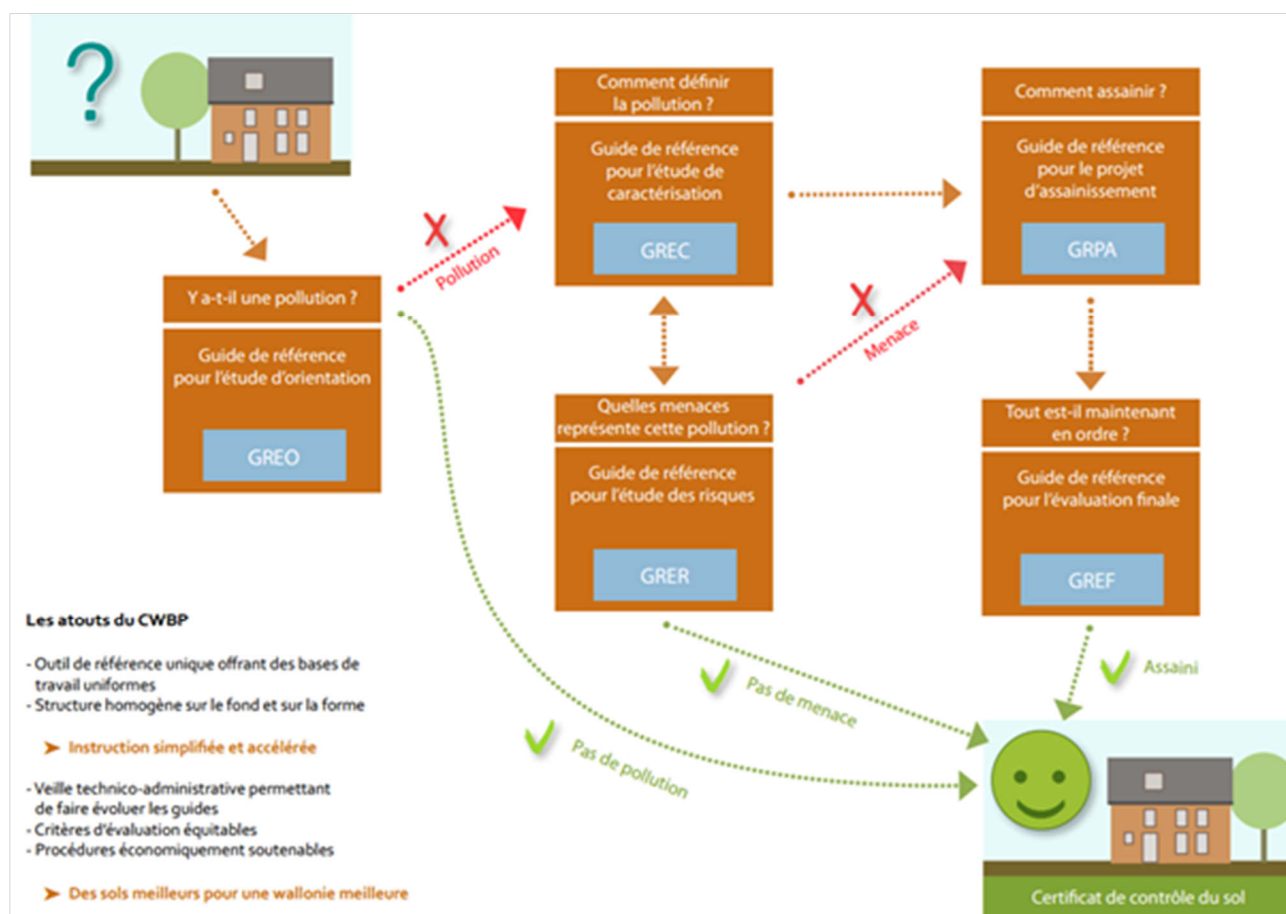 ?
Y a-t-il une pollution ?
Guide de référence
pour l'étude d'orientation
GREO
X
Pollution
Comment définir
la pollution ?
Guide de référence
pour l'étude de
caractérisation
GREC
Quelles menaces
représente cette pollution ?
Guide de référence
pour l'étude des risques
GRER
X
Menace
Comment assainir ?
Guide de référence
pour le projet
d'assainissement
GRPA
Tout est-il maintenant
en ordre ?
Guide de référence
pour l'évaluation finale
GREF
Assaini
Pas de menace
Pas de pollution
Certificat de contrôle du sol
Les atouts du CWBP
- Outil de référence unique offrant des bases de
travail uniformes
- Structure homogène sur le fond et sur la forme
➤ Instruction simplifiée et accélérée
- Veille technico-administrative permettant
de faire évoluer les guides
- Critères d'évaluation équitables
- Procédures économiquement soutenables
➤ Des sols meilleurs pour une wallonie meilleure